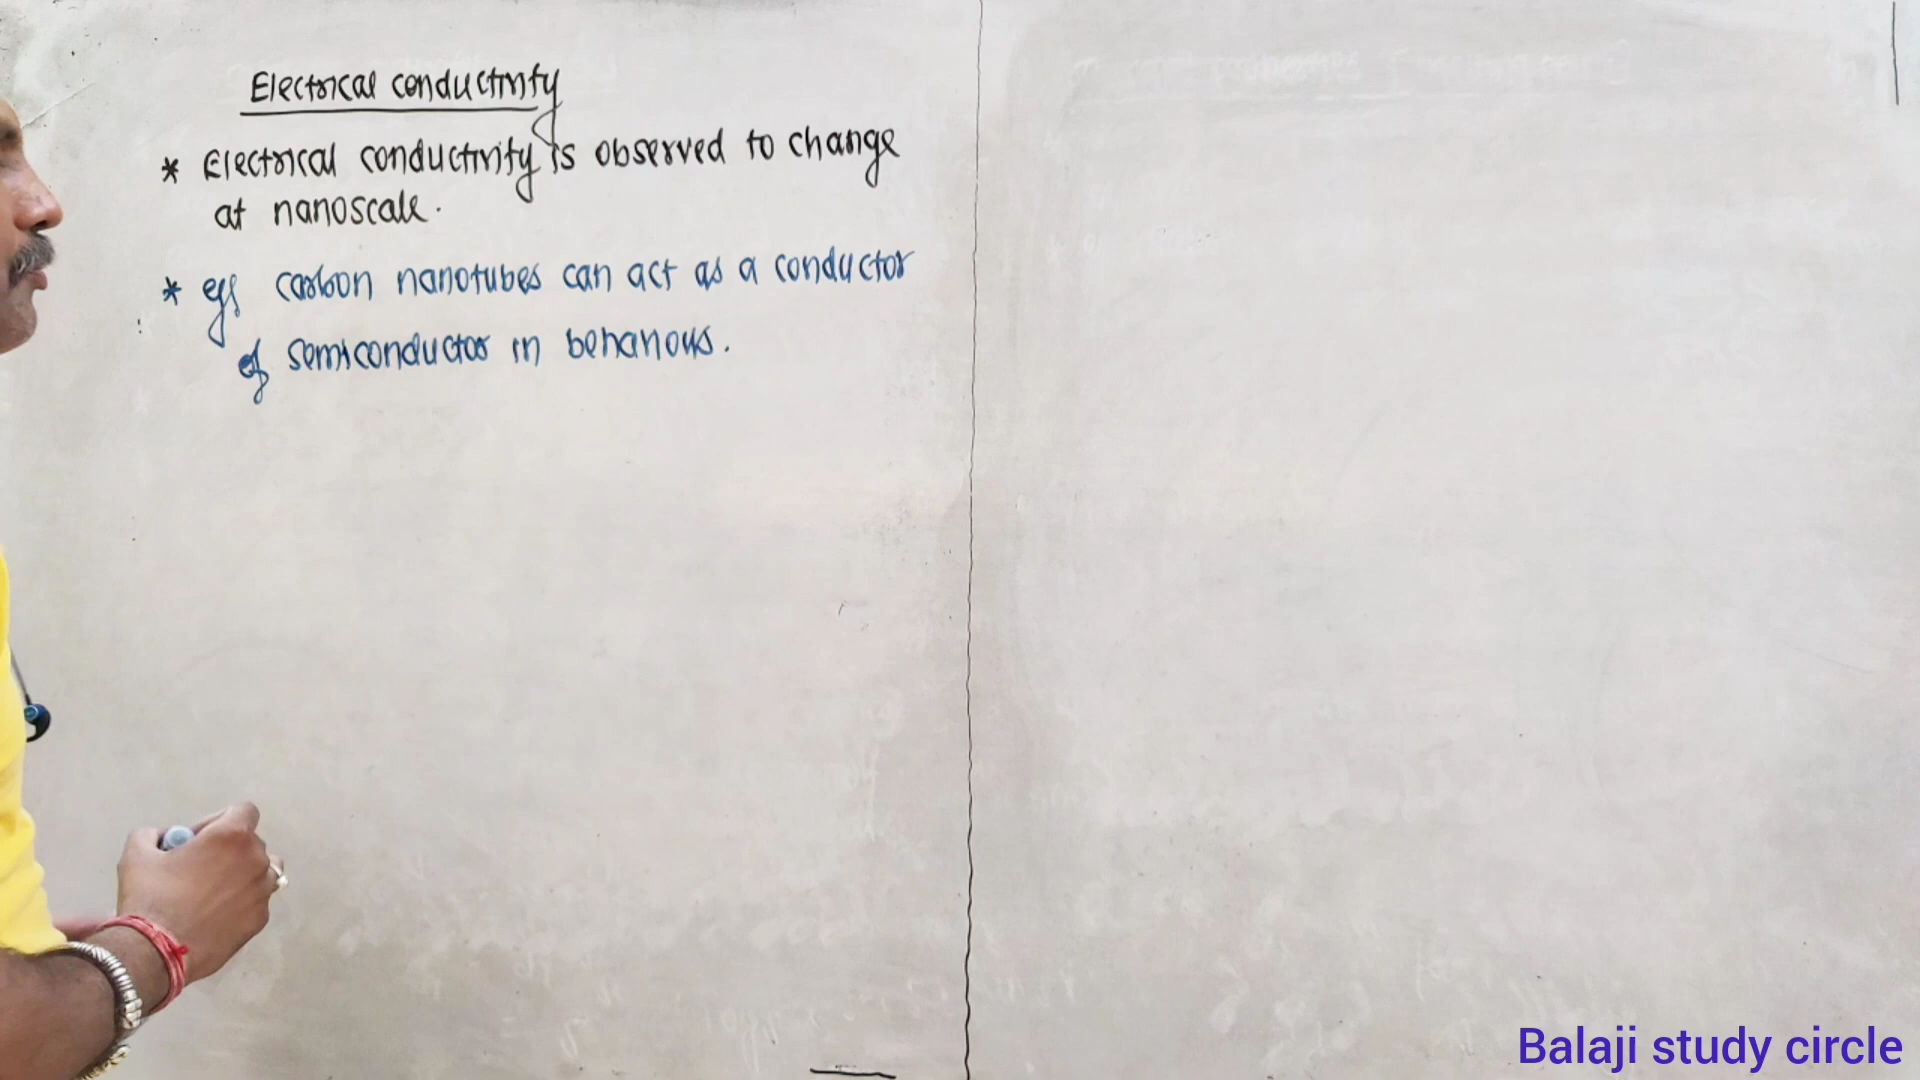 Electrical conductivity
* Electrical conductivity is observed to change
at nanoscale.
* eg carbon nanotubes can act as a conductor
of semiconductor in behaviour.
Balaji study circle